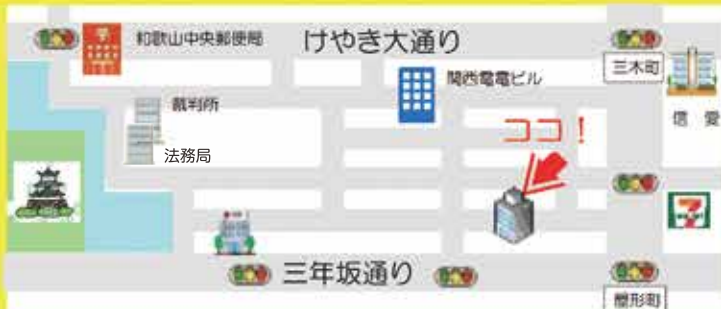 和歌山中央郵便局
けやき大通り
三木町
関西電電ビル
信愛
裁判所
ココ!
法務局
7
三年坂通り
屋形町